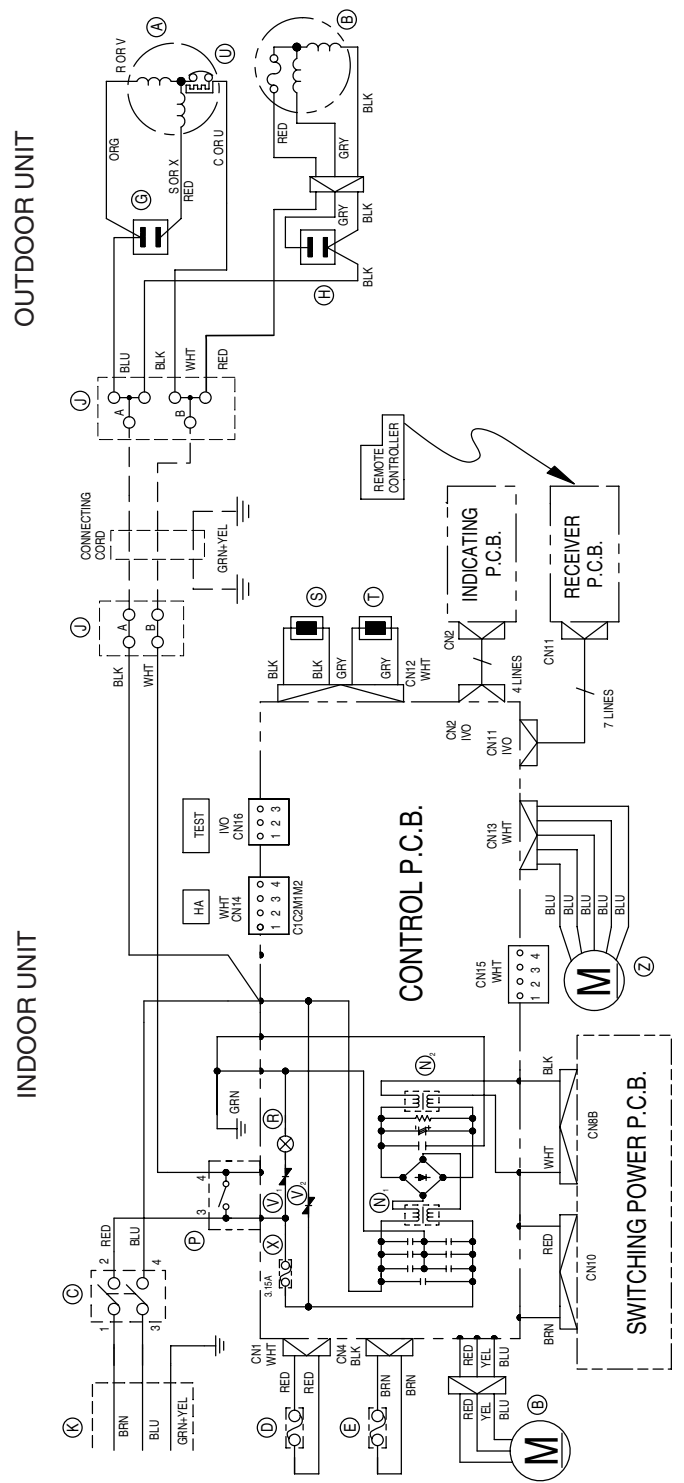 INDOOR UNIT
OUTDOOR UNIT
K
BRN
BLU
GRN+YEL
C
1
2
3
4
RED
BLU
P
3
4
GRN
BLK
WHT
J
A
B
CONNECTING
CORD
GRN+YEL
J
A
B
BLU
BLK
WHT
RED
G
ORG
S OR X
RED
R OR V
C OR U
A
U
H
GRY
BLK
BLK
RED
GRY
BLK
B
HA
WHT
CN14
1 2 3 4
C1C2M1M2
TEST
IVO
CN16
1 2 3
BLK
BLK
GRY
GRY
CN12
WHT
S
T
CONTROL P.C.B.
3.15A
X
V1
V2
R
N1
N2
CN1
WHT
RED
RED
D
CN4
BLK
BRN
BRN
E
RED
YEL
BLU
RED
YEL
BLU
M
B
BRN
RED
CN10
WHT
BLK
CN8B
SWITCHING POWER P.C.B.
CN15
WHT
1 2 3 4
CN13
WHT
BLU
BLU
BLU
BLU
BLU
M
Z
CN2
IVO
4 LINES
CN2
INDICATING
P.C.B.
CN11
IVO
7 LINES
CN11
RECEIVER
P.C.B.
REMOTE
CONTROLLER